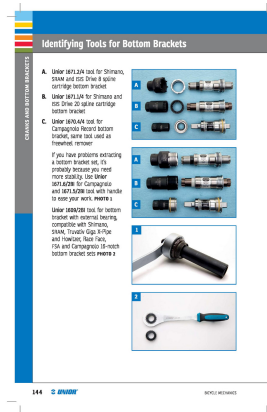 Identifying Tools for Bottom Brackets
CRANKS AND BOTTOM BRACKETS
A. Unior 1671.2/4 tool for Shimano,
SRAM and ISIS Drive 8 spline
cartridge bottom bracket
B. Unior 1671.1/4 for Shimano and
ISIS Drive 20 spline cartridge
bottom bracket
C. Unior 1670.4/4 tool for
Campagnolo Record bottom
bracket, same tool used as
freewheel remover.
If you have problems extracting
a bottom bracket set, it's
probably because you need
more stability. Use Unior
1671.6/2BI for Campagnolo
and 1671.5/2BI tool with handle
to ease your work. PHOTO 1
Unior 1609/2BI tool for bottom
bracket with external bearing,
compatible with Shimano,
SRAM, Truvativ Giga X-Pipe
and Howitzer, Race Face,
FSA and Campagnolo 16-notch
bottom bracket sets PHOTO 2
A
B
C
A
B
C
1
2
144
UNIOR
BICYCLE MECHANICS